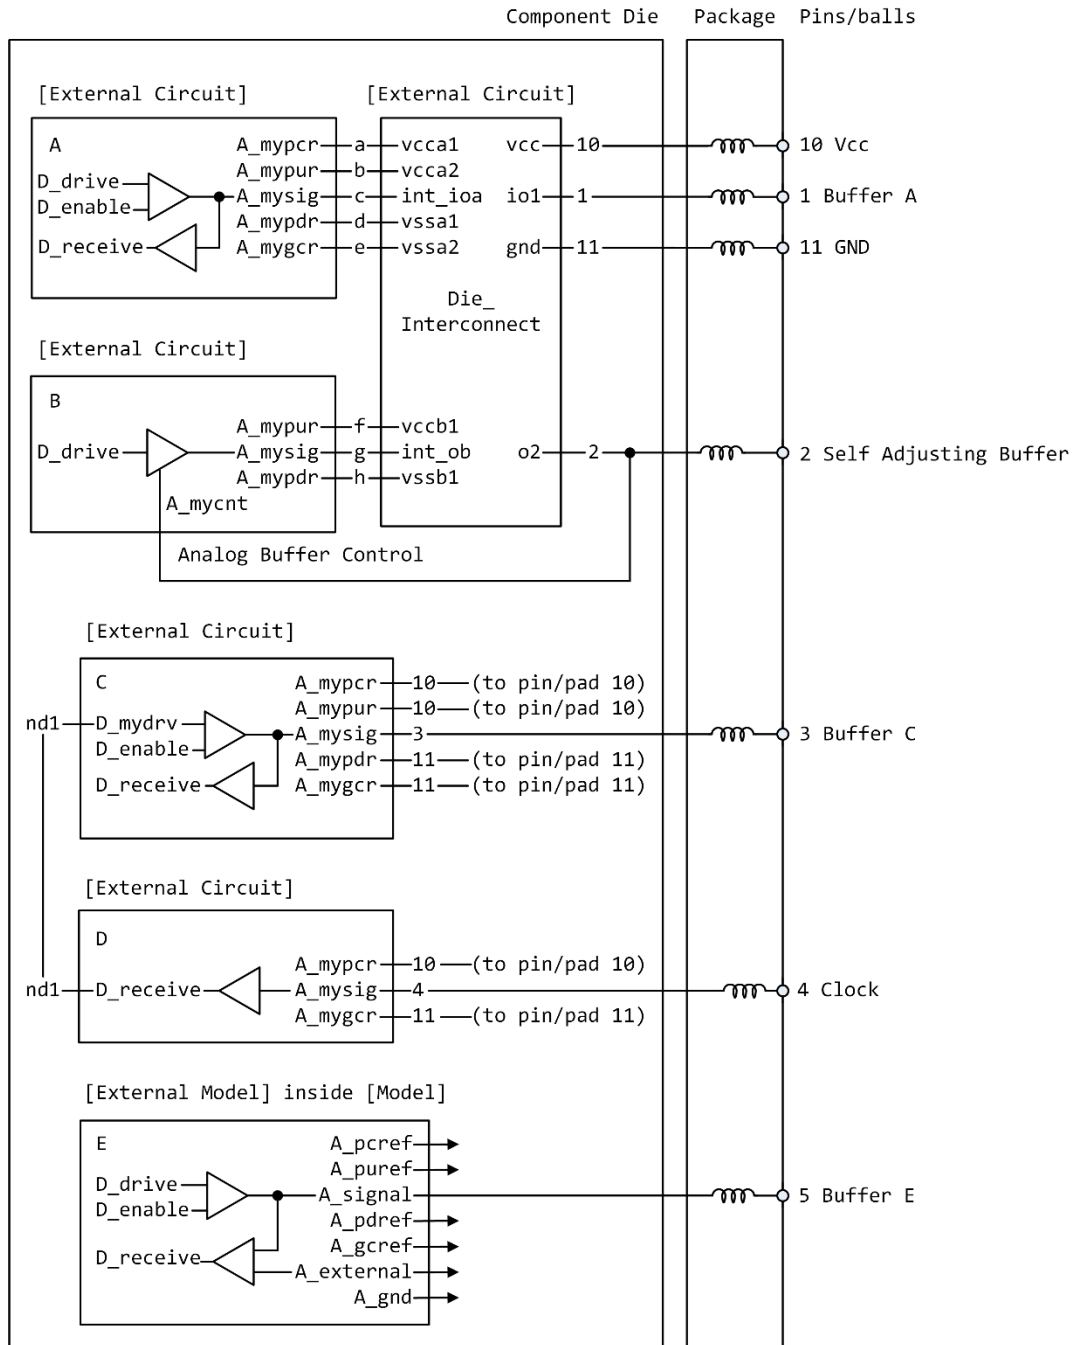 Component Die Package Pins/balls
[External Circuit] [External Circuit]
A A_mypcr a vcca1 vcc 10 10 Vcc
A_mypur b vcca2
D_drive A_mysig c int_ioa io1 1 1 Buffer A
D_enable A_mypdr d vssa1
D_receive A_mygcr e vssa2 gnd 11 11 GND
Die_
Interconnect
[External Circuit]
B
A_mypur f vccb1
D_drive A_mysig g int_ob o2 2 2 Self Adjusting Buffer
A_mypdr h vssb1
A_mycnt
Analog Buffer Control
[External Circuit]
C A_mypcr 10 (to pin/pad 10)
A_mypur 10 (to pin/pad 10)
nd1 D_mydrv A_mysig 3 3 Buffer C
D_enable A_mypdr 11 (to pin/pad 11)
D_receive A_mygcr 11 (to pin/pad 11)
[External Circuit]
D
A_mypcr 10 (to pin/pad 10)
nd1 D_receive A_mysig 4 4 Clock
A_mygcr 11 (to pin/pad 11)
[External Model] inside [Model]
E A_pcref
A_puref
D_drive A_signal 5 Buffer E
D_enable A_pdref
A_gcref
D_receive A_external
A_gnd